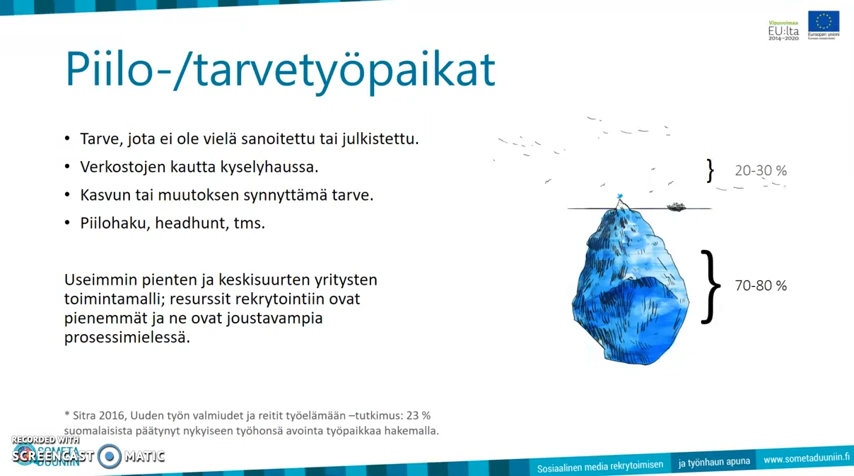 Vipuvoimaa
EU:lta
2014–2020
Euroopan unioni
Piilo-/tarvetyöpaikat
• Tarve, jota ei ole vielä sanoitettu tai julkistettu.
• Verkostojen kautta kyselyhaussa.
• Kasvun tai muutoksen synnyttämä tarve.
• Piilohaku, headhunt, tms.
20-30 %
70-80 %
Useimmin pienten ja keskisuurten yritysten
toimintamalli; resurssit rekrytointiin ovat
pienemmät ja ne ovat joustavampia
prosessimielessä.
* Sitra 2016, Uuden työn valmiudet ja reitit työelämään –tutkimus: 23 %
suomalaisista päätynyt nykyiseen työhönsä avointa työpaikkaa hakemalla.
RECORDED WITH
SCREENCAST MATIC
SOMETA
DUUNIIN
Sosiaalinen media rekrytoimisen
ja työnhaun apuna
www.sometaduuniin.fi